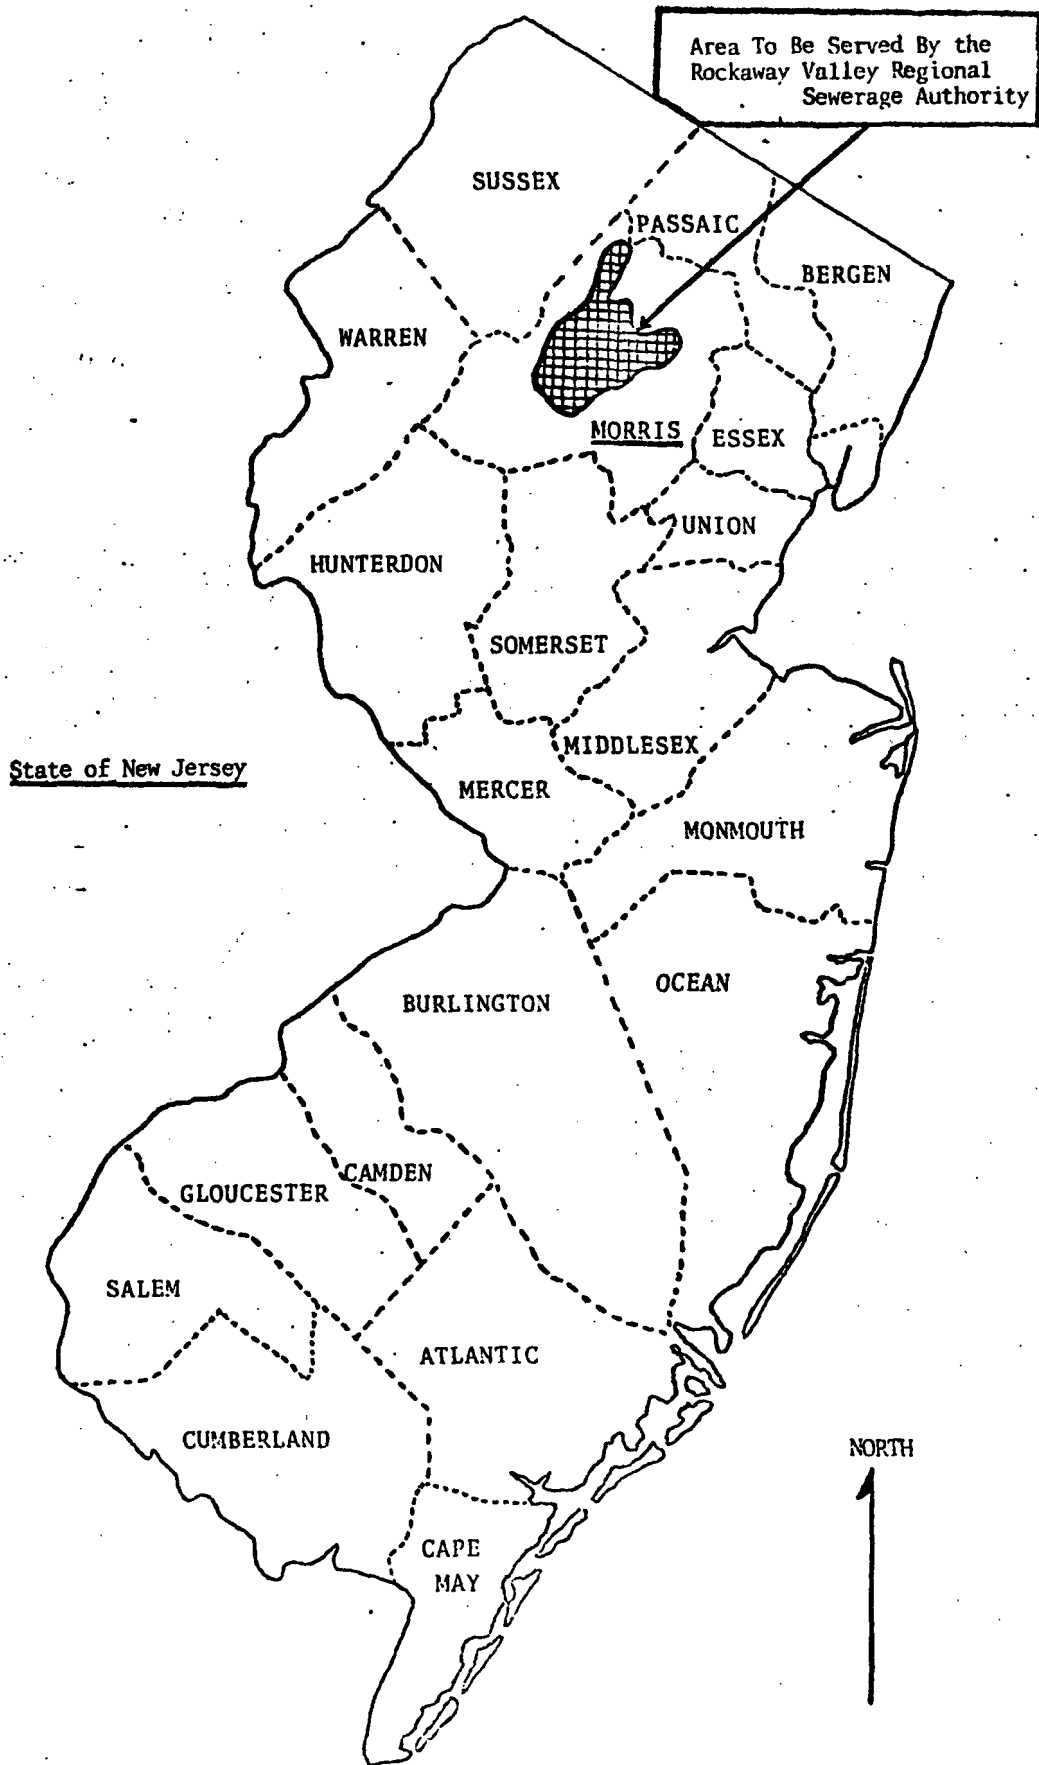 Area To Be Served By the
Rockaway Valley Regional
Sewerage Authority
SUSSEX
PASSAIC
BERGEN
WARREN
MORRIS
ESSEX
UNION
HUNTERDON
SOMERSET
MIDDLESEX
State of New Jersey
MERCER
MONMOUTH
OCEAN
BURLINGTON
CAMDEN
GLOUCESTER
SALEM
ATLANTIC
CUMBERLAND
NORTH
CAPE
MAY